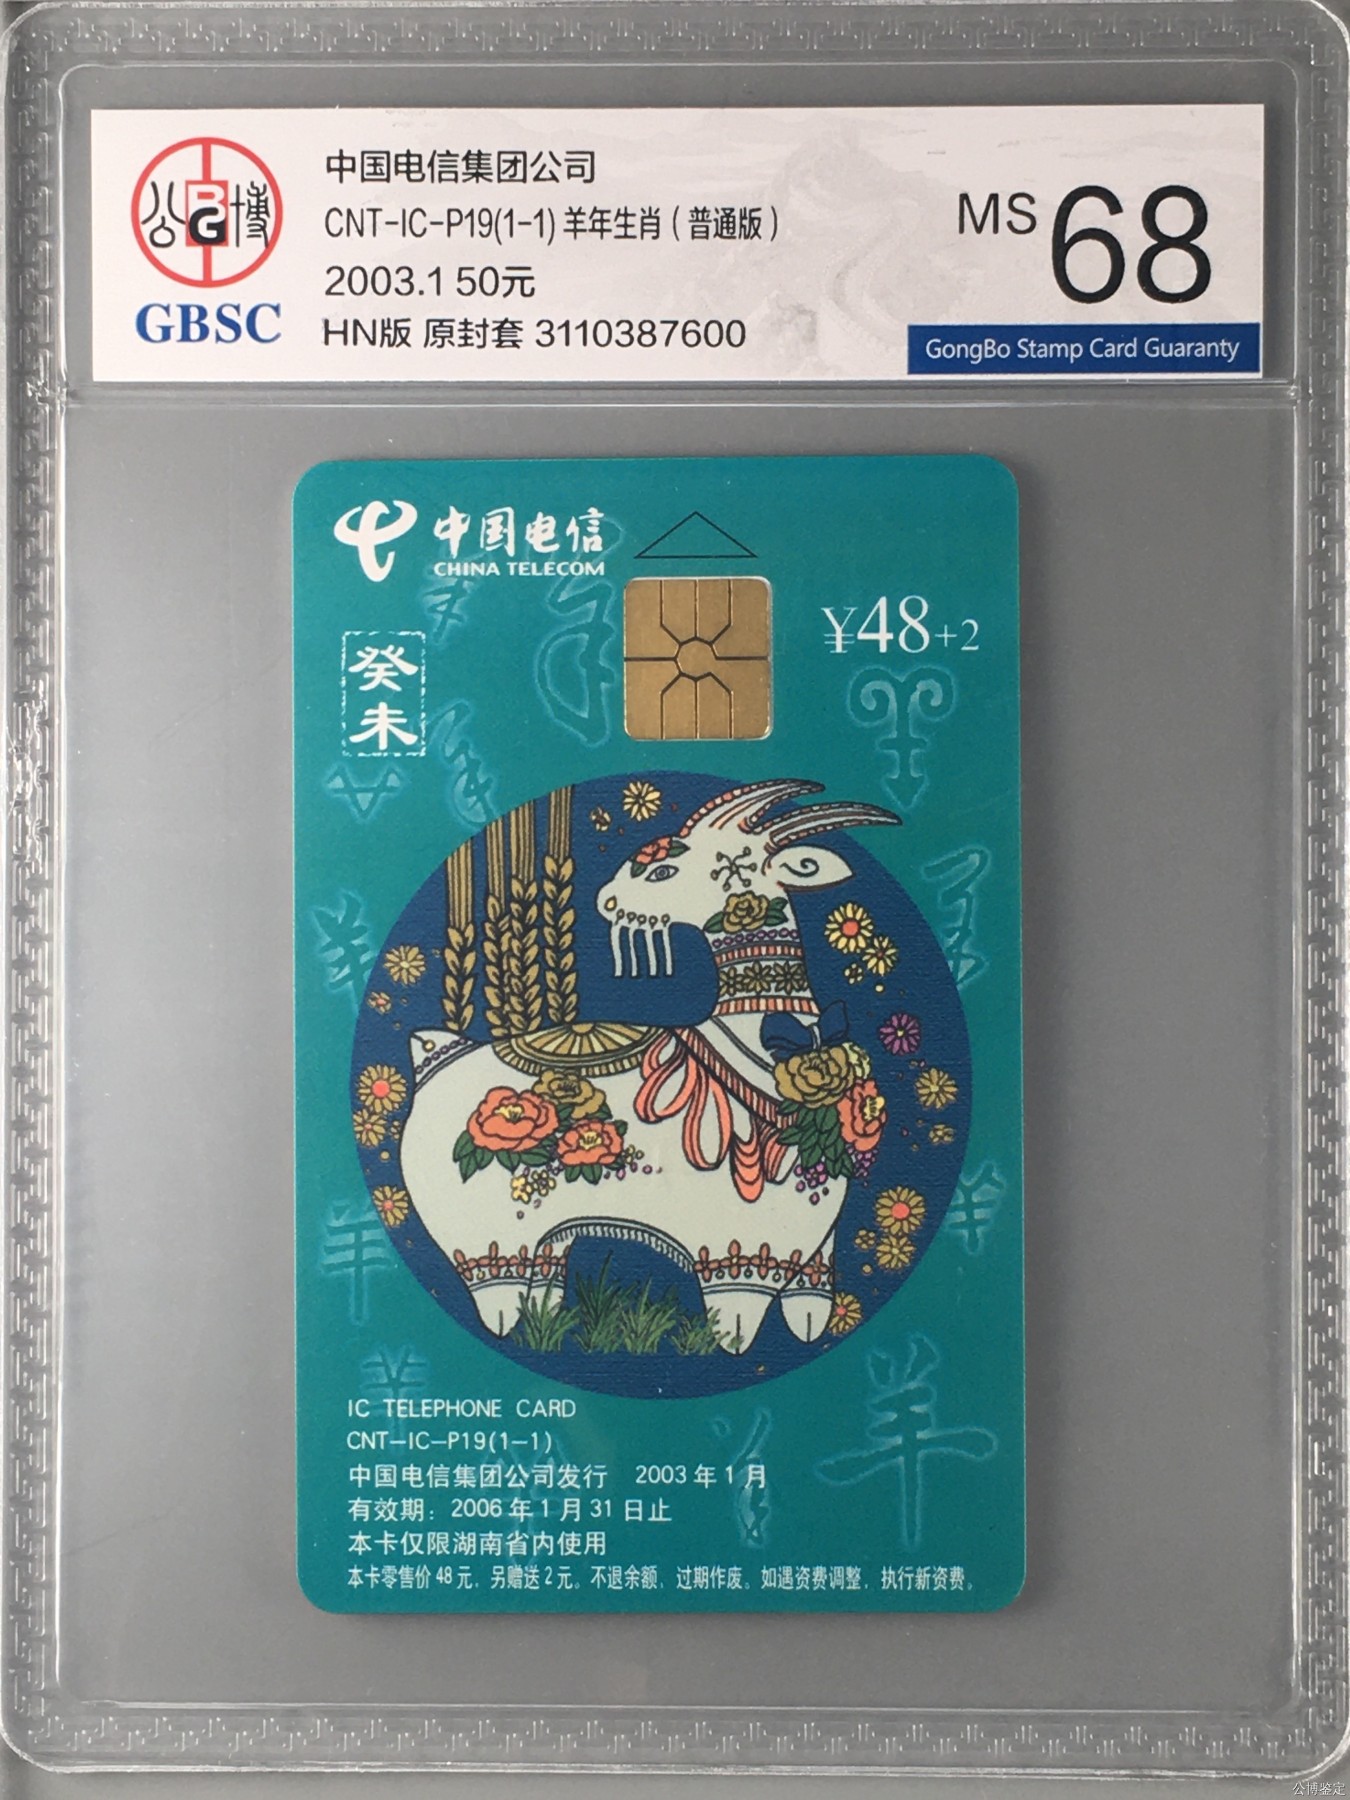 公博
BG
GBSC
中国电信集团公司
CNT-IC-P19(1-1) 羊年生肖（普通版）
2003.1 50元
HN版 原封套 3110387600
MS 68
GongBo Stamp Card Guaranty
中国电信
CHINA TELECOM
¥48+2
癸未
羊
羊
羊
羊
IC TELEPHONE CARD
CNT-IC-P19(1-1)
中国电信集团公司发行 2003年1月
有效期：2006年1月31日止
本卡仅限湖南省内使用
本卡零售价48元，另赠送2元。不退余额，过期作废。如遇资费调整，执行新资费。
公博鉴定